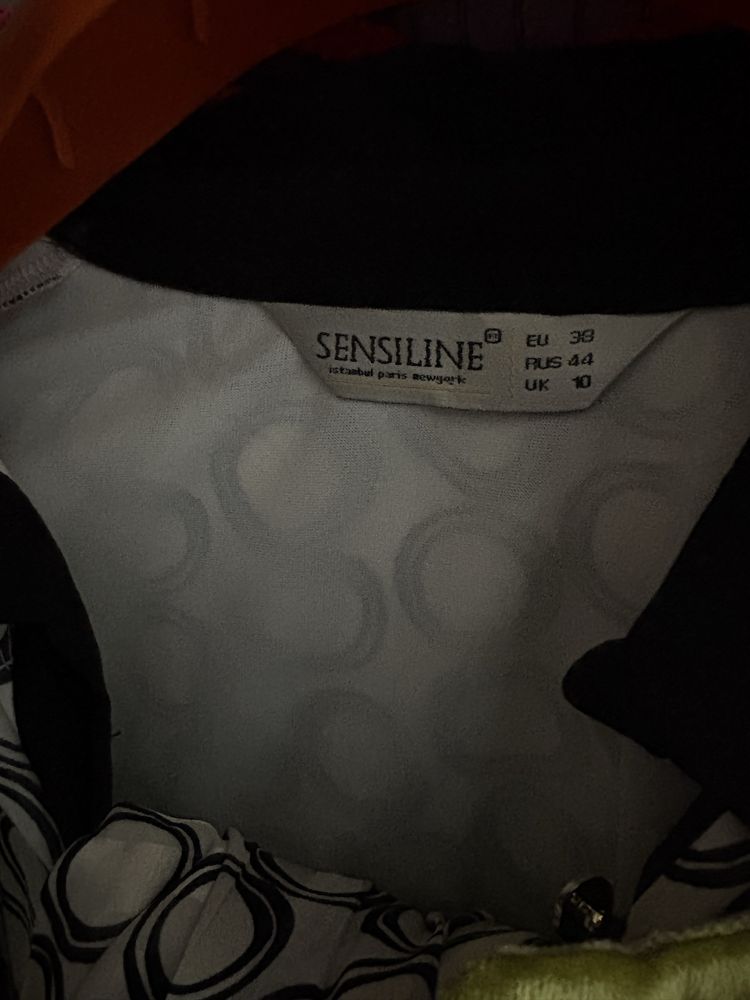 SENSILINE
istanbul paris newyork
EU 38
RUS 44
UK 10